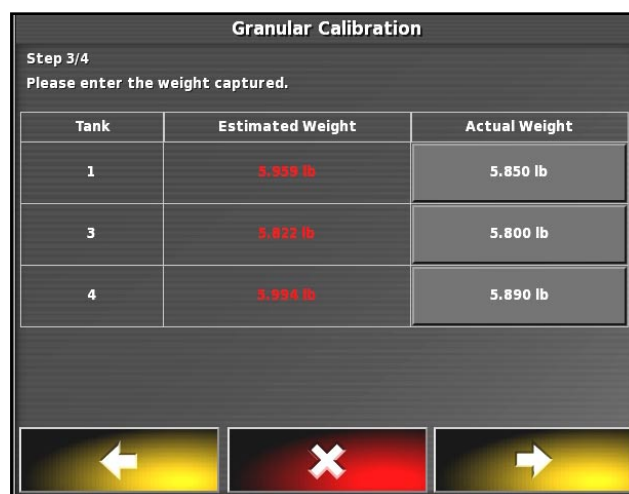 Granular Calibration
Step 3/4
Please enter the weight captured.
Tank Estimated Weight Actual Weight
1 5.959 lb 5.850 lb
3 5.822 lb 5.800 lb
4 5.994 lb 5.890 lb